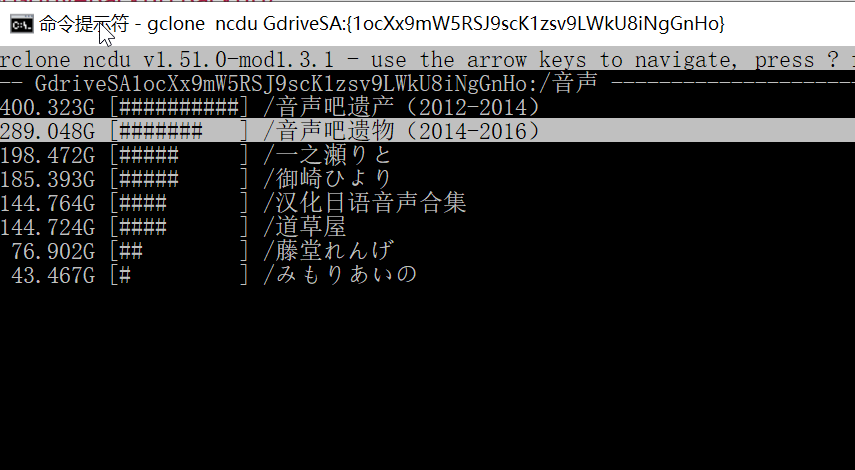 命令提示符 - gclone  ncdu GdriveSA:{1ocXx9mW5RSJ9scK1zsv9LWkU8iNgGnHo}
rclone ncdu v1.51.0-mod1.3.1 - use the arrow keys to navigate, press ? f
-- GdriveSA1ocXx9mW5RSJ9scK1zsv9LWkU8iNgGnHo:/音声 --------------------
400.323G [##########] /音声吧遗产（2012-2014）
289.048G [#######   ] /音声吧遗物（2014-2016）
198.472G [#####     ] /一之瀬りと
185.393G [#####     ] /御崎ひより
144.764G [####      ] /汉化日语音声合集
144.724G [####      ] /道草屋
76.902G [##        ] /藤堂れんげ
43.467G [#         ] /みもりあいの